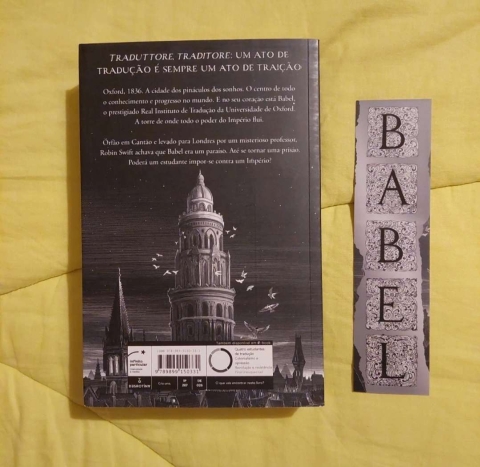 TRADUTTORE, TRADITORE: UM ATO DE
TRADUÇÃO É SEMPRE UM ATO DE TRAIÇÃO
Oxford, 1836. A cidade dos pináculos dos sonhos. O centro de todo
o conhecimento e progresso no mundo. E no seu coração está Babel,
o prestigiado Real Instituto de Tradução da Universidade de Oxford.
A torre de onde todo o poder do Império flui.
Órfão em Cantão e levado para Londres por um misterioso professor,
Robin Swift achava que Babel era um paraíso. Até se tornar uma prisão.
Poderá um estudante impor-se contra um Império?
B
A
B
E
L